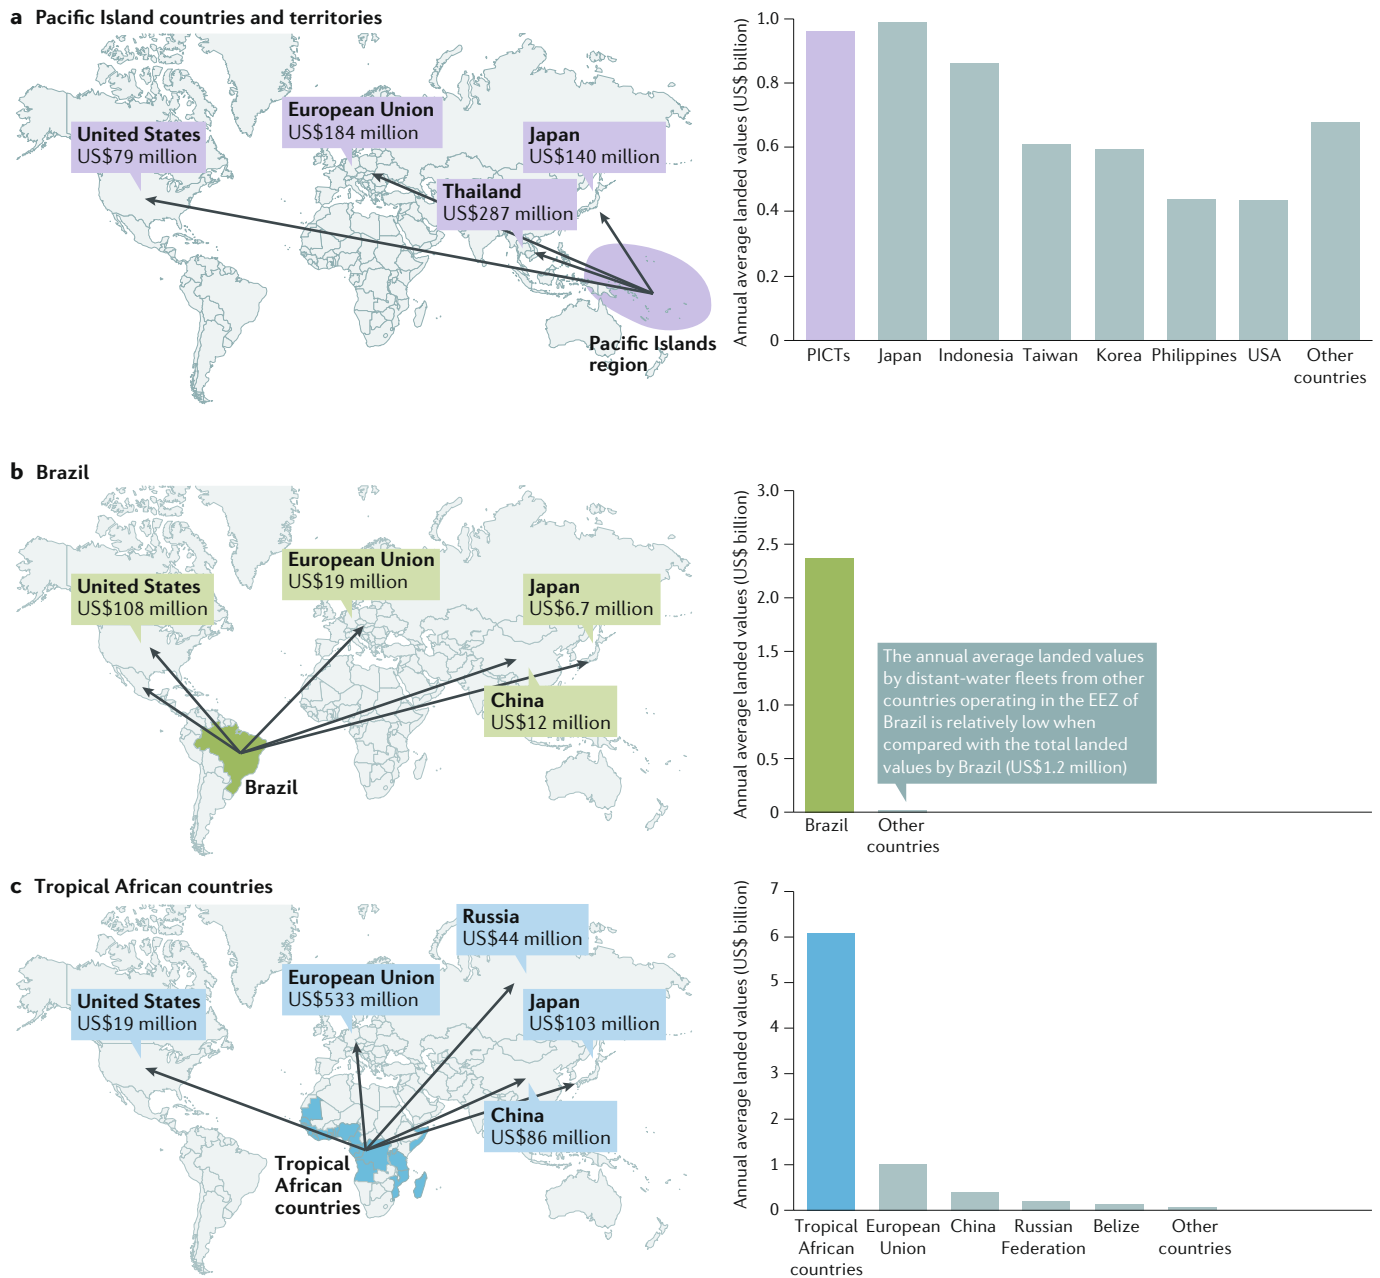 a Pacific Island countries and territories
United States
US$79 million
European Union
US$184 million
Japan
US$140 million
Thailand
US$287 million
Pacific Islands
region
Annual average landed values (US$ billion)
1.0
0.8
0.6
0.4
0.2
0
PICTs
Japan
Indonesia
Taiwan
Korea
Philippines
USA
Other
countries
b Brazil
United States
US$108 million
European Union
US$19 million
Japan
US$6.7 million
China
US$12 million
Brazil
Annual average landed values (US$ billion)
3.0
2.5
2.0
1.5
1.0
0.5
0
The annual average landed values
by distant-water fleets from other
countries operating in the EEZ of
Brazil is relatively low when
compared with the total landed
values by Brazil (US$1.2 million)
Brazil
Other
countries
c Tropical African countries
Russia
US$44 million
United States
US$19 million
European Union
US$533 million
Japan
US$103 million
China
US$86 million
Tropical
African
countries
Annual average landed values (US$ billion)
7
6
5
4
3
2
1
0
Tropical
African
countries
European
Union
China
Russian
Federation
Belize
Other
countries